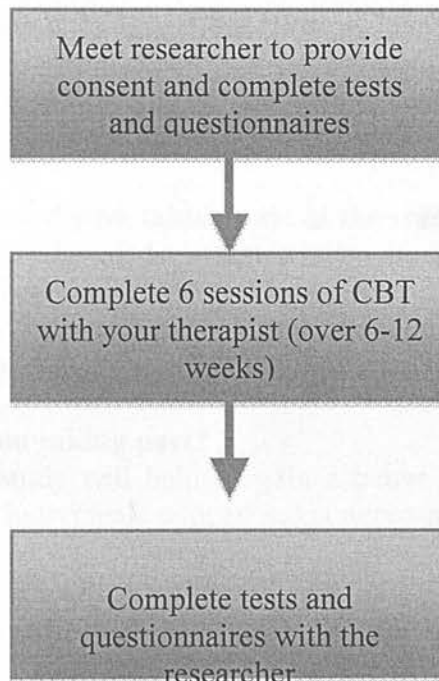 Meet researcher to provide
consent and complete tests
and questionnaires
Complete 6 sessions of CBT
with your therapist (over 6-12
weeks)
Complete tests and
questionnaires with the
researcher